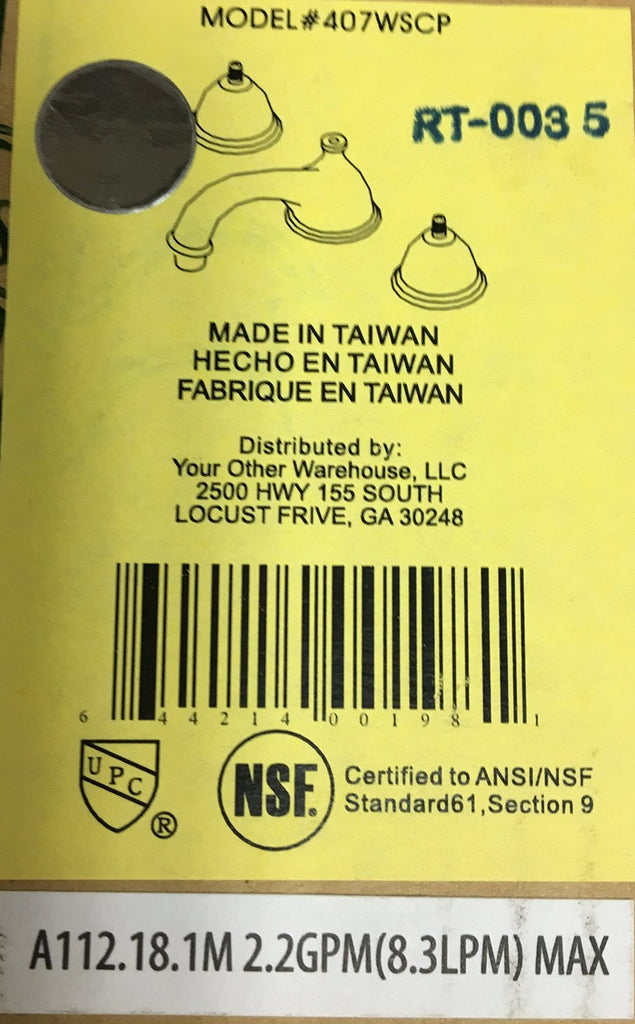 MODEL#407WSCP
RT-003 5
MADE IN TAIWAN
HECHO EN TAIWAN
FABRIQUE EN TAIWAN
Distributed by:
Your Other Warehouse, LLC
2500 HWY 155 SOUTH
LOCUST FRIVE, GA 30248
6 44214 00198 1
UPC ®
NSF®
Certified to ANSI/NSF
Standard61,Section 9
A112.18.1M 2.2GPM(8.3LPM) MAX